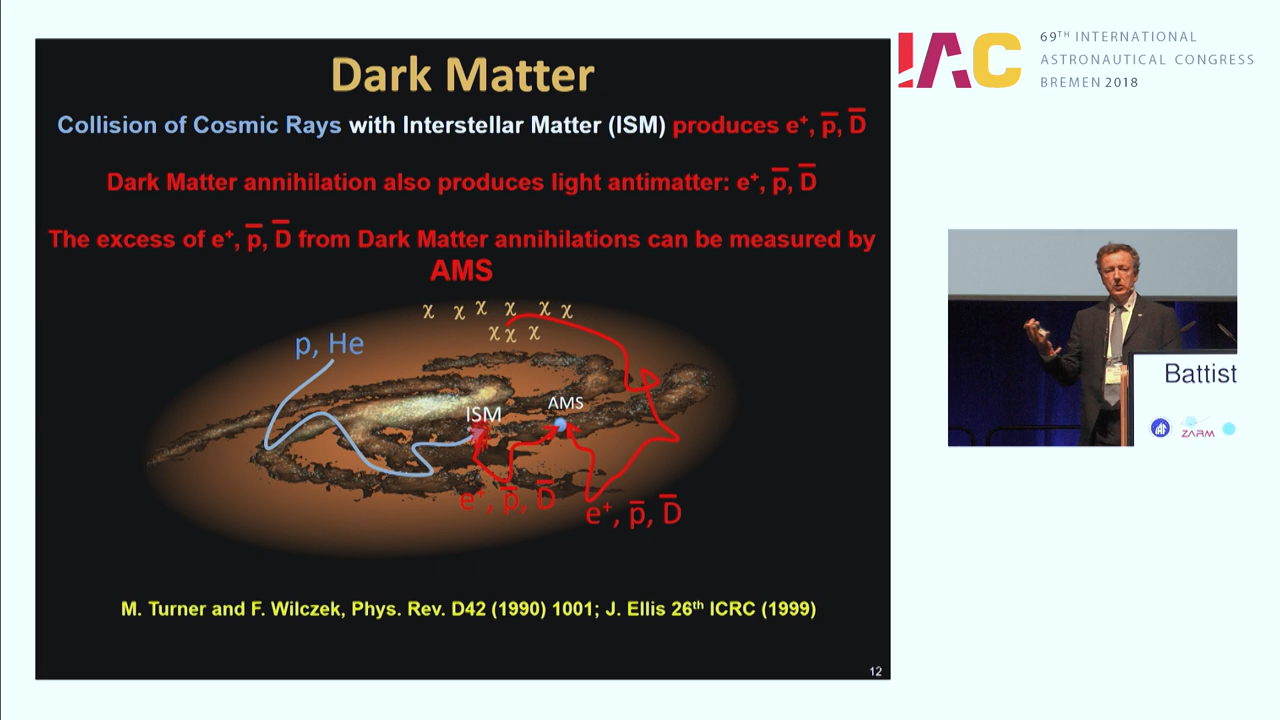 Dark Matter
Collision of Cosmic Rays with Interstellar Matter (ISM) produces e⁺, p̅, D̅
Dark Matter annihilation also produces light antimatter: e⁺, p̅, D̅
The excess of e⁺, p̅, D̅ from Dark Matter annihilations can be measured by
AMS
χ χ χ χ χ χ
χ χ χ
p, He
ISM
AMS
e⁺, p̅, D̅
e⁺, p̅, D̅
M. Turner and F. Wilczek, Phys. Rev. D42 (1990) 1001; J. Ellis 26ᵗʰ ICRC (1999)
12
IAC
69TH INTERNATIONAL
ASTRONAUTICAL CONGRESS
BREMEN 2018
Battist
IAF
ZARM